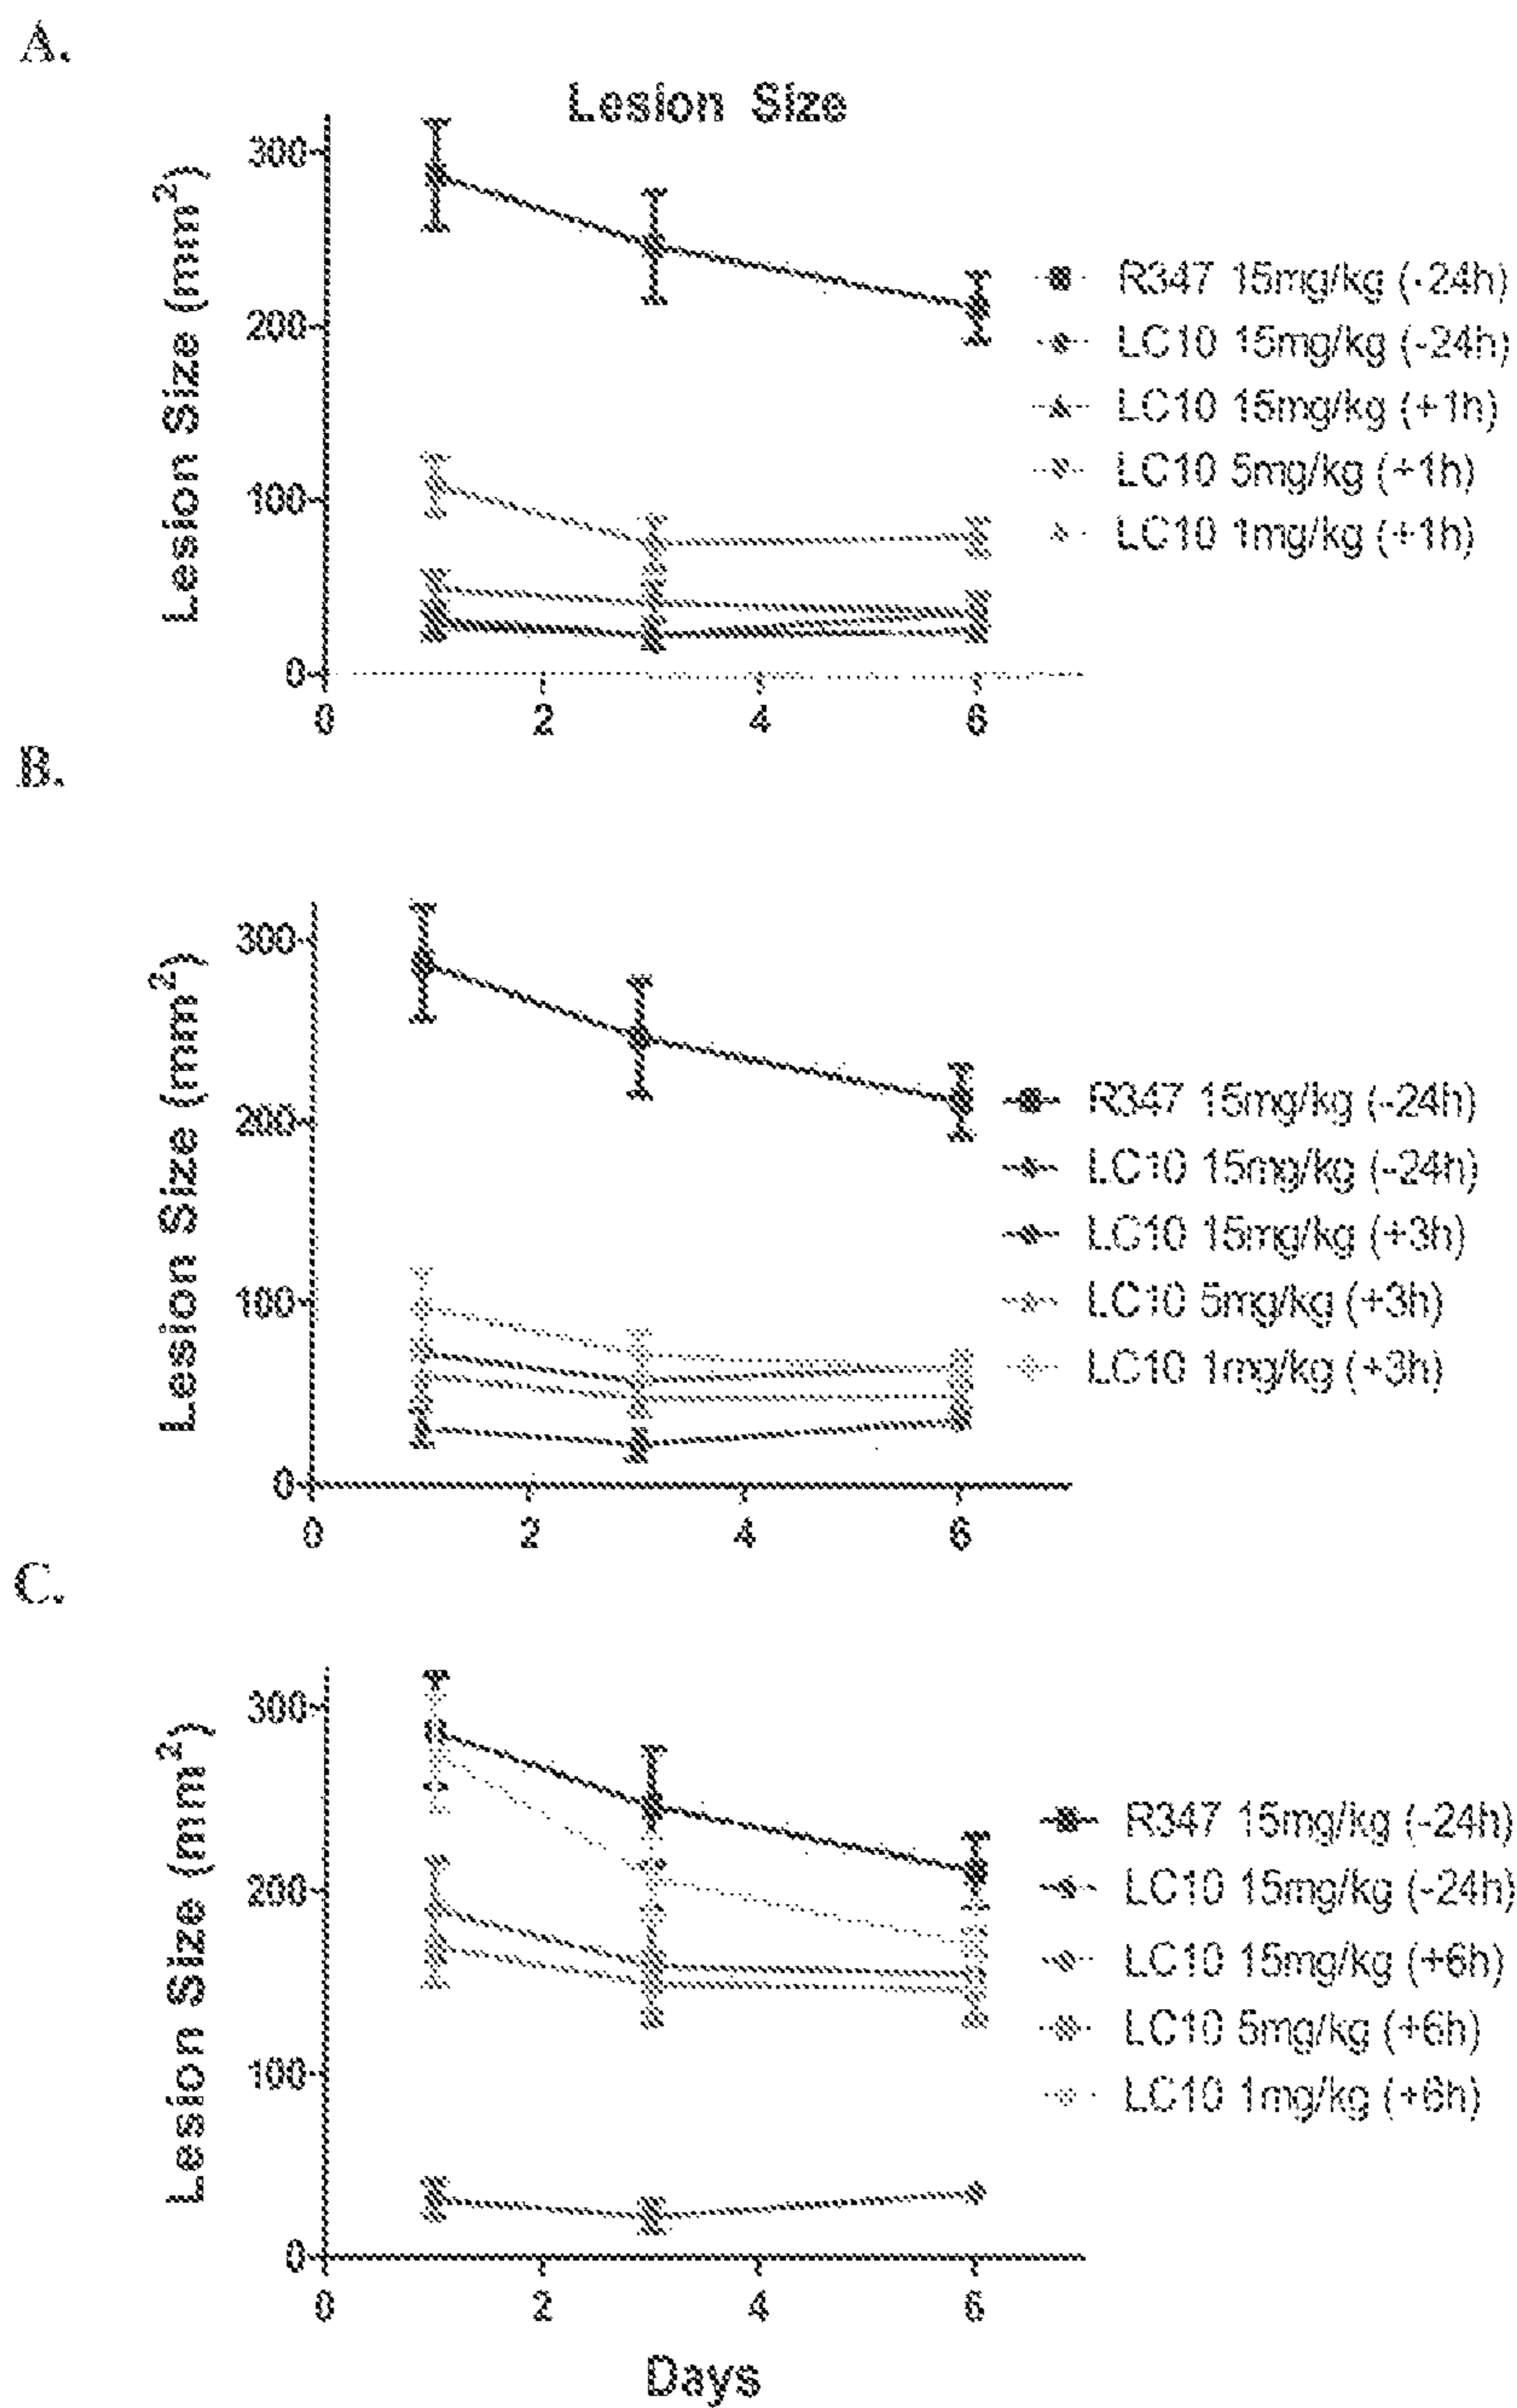 A.
Lesion Size
Lesion Size (mm²)
300
200
100
0
0 2 4 6
R347 15mg/kg (-24h)
LC10 15mg/kg (-24h)
LC10 15mg/kg (+1h)
LC10 5mg/kg (+1h)
LC10 1mg/kg (+1h)
B.
Lesion Size (mm²)
300
200
100
0
0 2 4 6
R347 15mg/kg (-24h)
LC10 15mg/kg (-24h)
LC10 15mg/kg (+3h)
LC10 5mg/kg (+3h)
LC10 1mg/kg (+3h)
C.
Lesion Size (mm²)
300
200
100
0
0 2 4 6
R347 15mg/kg (-24h)
LC10 15mg/kg (-24h)
LC10 15mg/kg (+6h)
LC10 5mg/kg (+6h)
LC10 1mg/kg (+6h)
Days